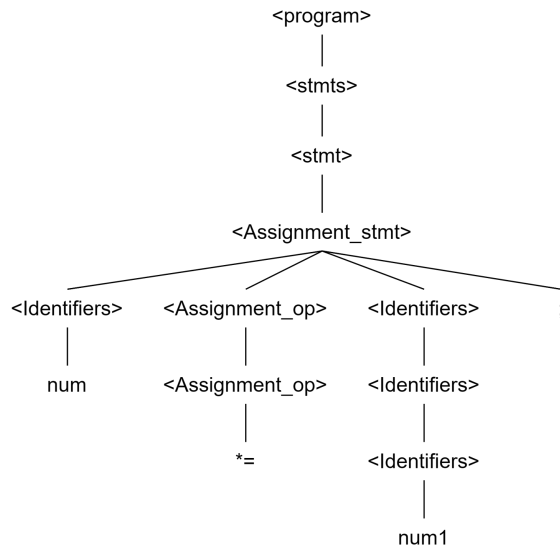 <program>
<stmts>
<stmt>
<Assignment_stmt>
<Identifiers> <Assignment_op> <Identifiers>
num <Assignment_op> <Identifiers>
*= <Identifiers>
num1